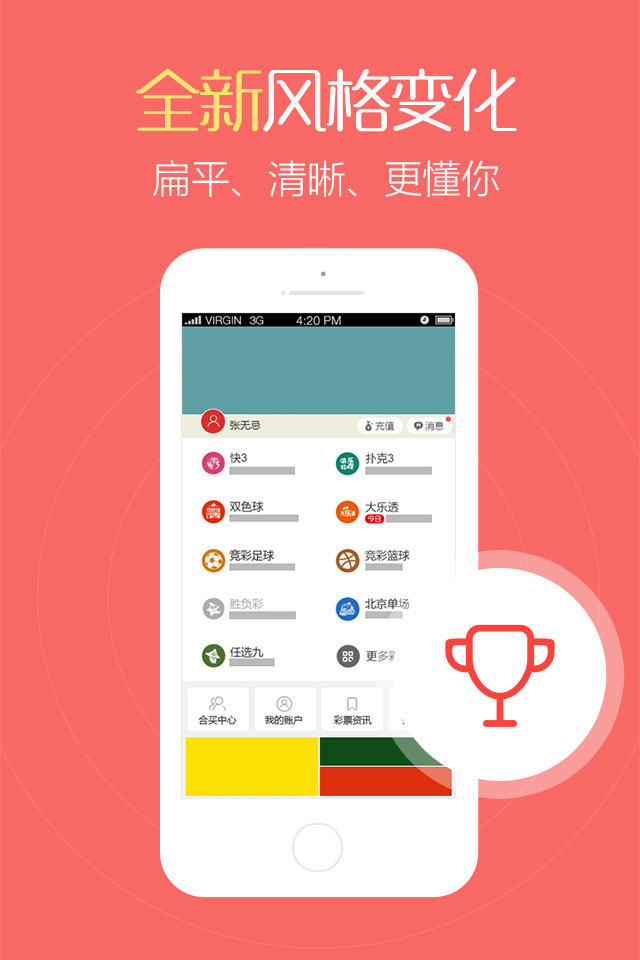 全新风格变化
扁平、清晰、更懂你
VIRGIN 3G 4:20 PM
张无忌 充值 消息
快3 扑克3
双色球 大乐透
今日
竞彩足球 竞彩篮球
胜负彩 北京单场
任选九 更多
合买中心 我的账户 彩票资讯